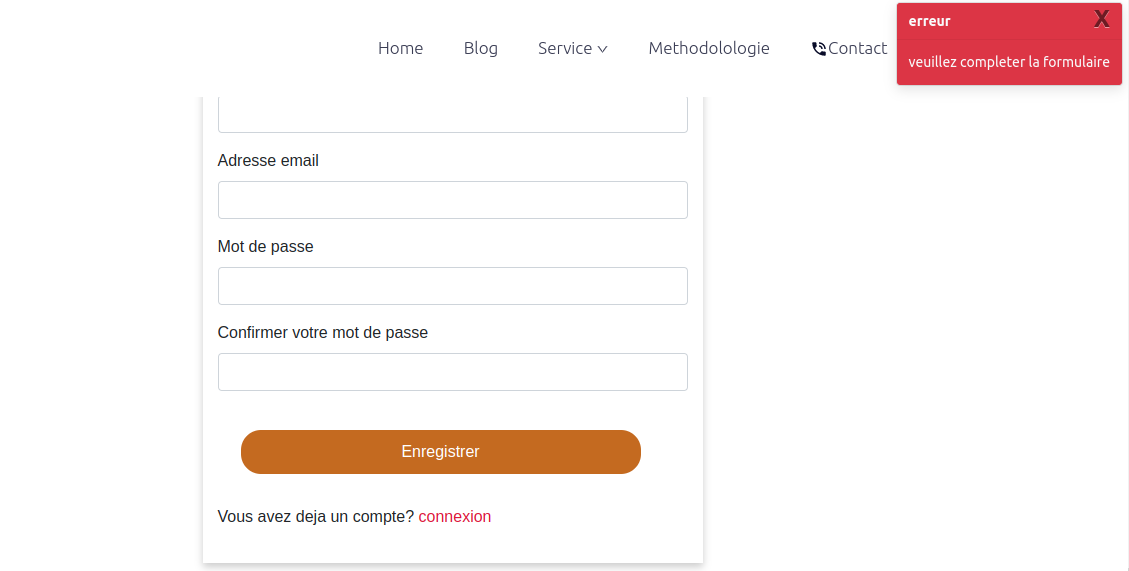 Home Blog Service Methodolologie Contact
erreur X
veuillez completer la formulaire
Adresse email
Mot de passe
Confirmer votre mot de passe
Enregistrer
Vous avez deja un compte? connexion